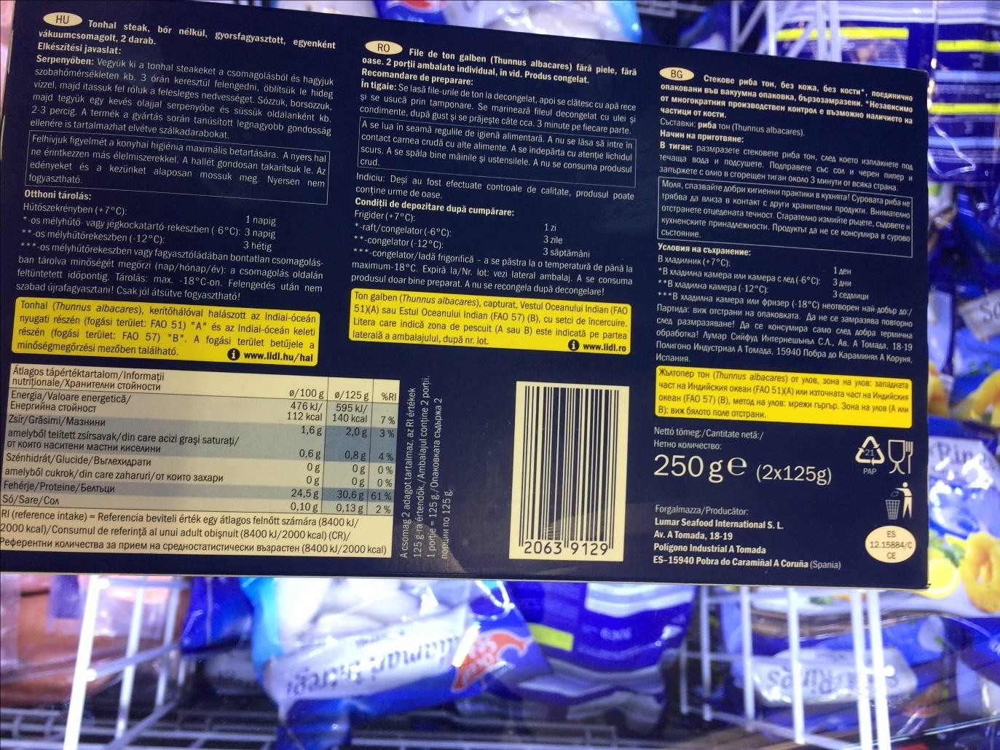 HU Tonhal steak, bőr nélkül, gyorsfagyasztott, egyenként
vákuumcsomagolt, 2 darab.
Elkészítési javaslat:
Serpenyőben: Vegyük ki a tonhal steakeket a csomagolásból és hagyjuk
szobahőmérsékleten kb. 3 órán keresztül felengedni, öblítsük le hideg
vízzel, majd itassuk fel róluk a felesleges nedvességet. Sózzuk, borsozzuk,
majd tegyük egy kevés olajjal serpenyőbe és süssük oldalanként kb.
2-3 percig. A termék a gyártás során tanúsított legnagyobb gondosság
ellenére is tartalmazhat elvétve szálkadarabokat.
Felhívjuk figyelmét a konyhai higiénia maximális betartására. A nyers hal
ne érintkezzen más élelmiszerekkel. A hallét gondosan takarítsuk le. Az
edényeket és a kezünket alaposan mossuk meg. Nyersen nem
fogyasztható.
Otthoni tárolás:
Hűtőszekrényben (+7°C): 1 napig
*-os mélyhűtő- vagy jégkockatartó-rekeszben (-6°C): 3 napig
**-os mélyhűtőrekeszben (-12°C): 3 hétig
***-os mélyhűtőrekeszben vagy fagyasztóládában bontatlan csomagolás-
ban tárolva minőségét megőrzi (nap/hónap/év): a csomagolás oldalán
feltüntetett időpontig. Tárolás: max. -18°C-on. Felengedés után nem
szabad újrafagyasztani! Csak jól átsütve fogyasztható!
Tonhal (Thunnus albacares), kerítőhálóval halászott az Indiai-óceán
nyugati részén (fogási terület: FAO 51) "A" és az Indiai-óceán keleti
részén (fogási terület: FAO 57) "B". A fogási terület betűjele a
minőségmegőrzési mezőben található.
i www.lidl.hu/hal
RO File de ton galben (Thunnus albacares) fără piele, fără
oase. 2 porții ambalate individual, in vid. Produs congelat.
Recomandare de preparare:
În tigaie: Se lasă file-urile de ton la decongelat, apoi se clătesc cu apă rece
și se usucă prin tamponare. Se marinează fileul decongelat cu ulei și
condimente, după gust și se prăjește câte cca. 3 minute pe fiecare parte.
A se lua în seamă regulile de igienă alimentară. A nu se lăsa să intre în
contact carnea crudă cu alte alimente. A se îndepărta cu atenție lichidul
scurs. A se spăla bine mâinile și ustensilele. A nu se consuma produsul
crud.
Indiciu: Deși au fost efectuate controale de calitate, produsul poate
conține urme de oase.
Condiții de depozitare după cumpărare:
Frigider (+7°C): 1 zi
*-raft/congelator (-6°C): 3 zile
**-congelator (-12°C): 3 săptămâni
***-congelator/ladă frigorifică - a se păstra la o temperatură de până la
maximum-18°C. Expiră la/Nr. lot: vezi lateral ambalaj. A se consuma
produsul doar bine preparat. A nu se recongela după decongelare!
Ton galben (Thunnus albacares), capturat, Vestul Oceanului Indian (FAO
51)(A) sau Estul Oceanului Indian (FAO 57) (B), cu setci de încercuire.
Litera care indică zona de pescuit (A sau B) este indicată pe partea
laterală a ambalajului, după nr. lot.
i www.lidl.ro
BG Стекове риба тон, без кожа, без кости*, поединично
опаковани във вакуумна опаковка, бързозамразени. *Независимо
от многократния производствен контрол е възможно наличието на
частици от кости.
Съставки: риба тон (Thunnus albacares).
Начин на приготвяне:
В тиган: размразете стековете риба тон, след което изплакнете под
течаща вода и подсушете. Подправете със сол и черен пипер и
запържете с олио в сгорещен тиган около 3 минути от всяка страна.
Моля, спазвайте добри хигиенни практики в кухнята! Суровата риба не
трябва да влиза в контакт с други хранителни продукти. Внимателно
отстранете отцедената течност. Старателно измийте ръцете, съдовете и
кухненските принадлежности. Продуктът да не се консумира в сурово
състояние.
Условия на съхранение:
В хладилник (+7°C): 1 ден
*В хладилна камера или камера с лед (-6°C): 3 дни
**В хладилна камера (-12°C): 3 седмици
***В хладилна камера или фризер (-18°C) неотворен най-добър до:/
Партида: виж отстрани на опаковката. Да не се замразява повторно
след размразяване! Да се консумира само след добра термична
обработка! Лумар Сийфуд Интернешънъл С.Л., Ав. А Томада, 18-19
Полигоно Индустриал А Томада, 15940 Побра до Караминял А Коруня,
Испания.
Жълтопер тон (Thunnus albacares) от улов, зона на улов: западната
част на Индийския океан (FAO 51)(A) или източната част на Индийския
океан (FAO 57) (B), метод на улов: мрежи гъргър. Зона на улов (А или
B): виж бялото поле отстрани.
Átlagos tápértéktartalom/Informații
nutriționale/Хранителни стойности ø/100 g ø/125 g %RI
Energia/Valoare energetică/
Енергийна стойност 476 kJ/ 112 kcal 595 kJ/ 140 kcal 7 %
Zsír/Grăsimi/Мазнини 1,6 g 2,0 g 3 %
amelyből telített zsírsavak/din care acizi grași saturați/
от които наситени мастни киселини 0,6 g 0,8 g 4 %
Szénhidrát/Glucide/Въглехидрати 0 g 0 g 0 %
amelyből cukrok/din care zaharuri/от които захари 0 g 0 g 0 %
Fehérje/Proteine/Белтъци 24,5 g 30,6 g 61 %
Só/Sare/Сол 0,10 g 0,13 g 2 %
RI (reference intake) = Referencia beviteli érték egy átlagos felnőtt számára (8400 kJ/
2000 kcal)/Consumul de referință al unui adult obișnuit (8400 kJ/2000 kcal) (CR)/
Референтни количества за прием на средностатистически възрастен (8400 kJ/2000 kcal)
A csomag 2 adagot tartalmaz, az RI értékek
125 g-ra értendők./Ambalajul conține 2 porții.
1 porție = 125 g./Опаковката съдържа 2
порции по 125 g.
2063 9129
Nettó tömeg:/Cantitate netă:/
Нетно количество:
250 g e (2x125g)
21
PAP
Forgalmazza/Producător:
Lumar Seafood International S. L.
Av. A Tomada, 18-19
Polígono Industrial A Tomada
ES-15940 Pobra do Caramiñal A Coruña (Spania)
ES
12.15884/C
CE